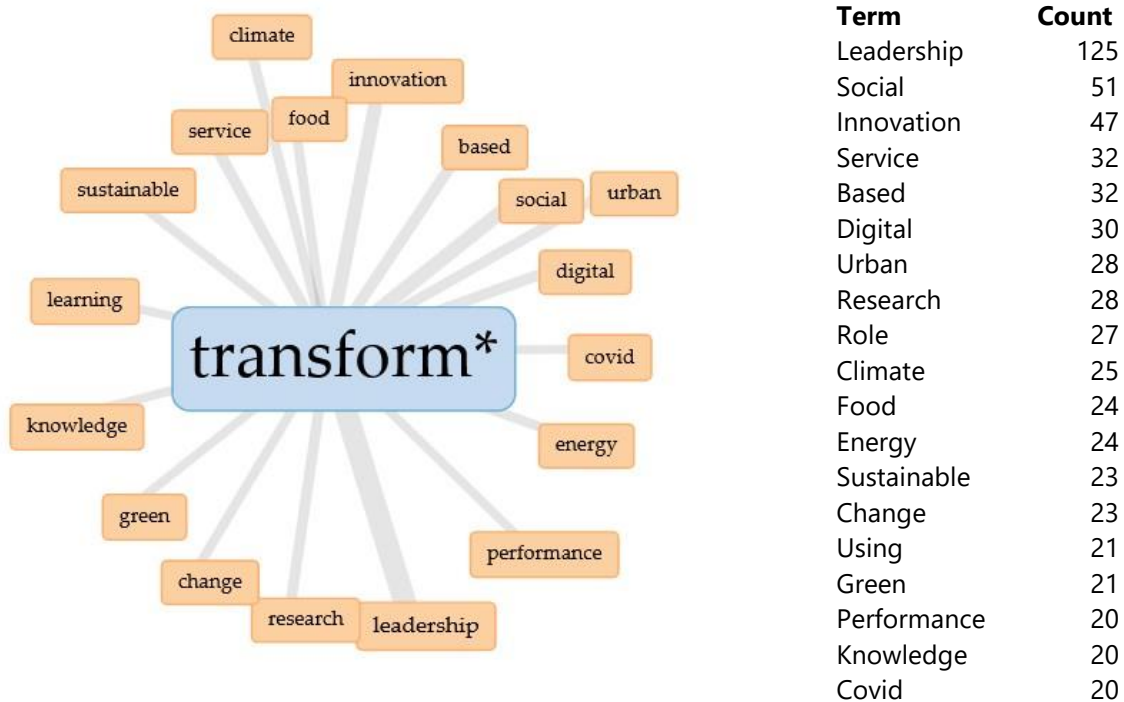 climate
innovation
food
service
based
sustainable
social
urban
digital
learning
transform*
covid
knowledge
energy
green
performance
change
research
leadership
Term Count
Leadership 125
Social 51
Innovation 47
Service 32
Based 32
Digital 30
Urban 28
Research 28
Role 27
Climate 25
Food 24
Energy 24
Sustainable 23
Change 23
Using 21
Green 21
Performance 20
Knowledge 20
Covid 20